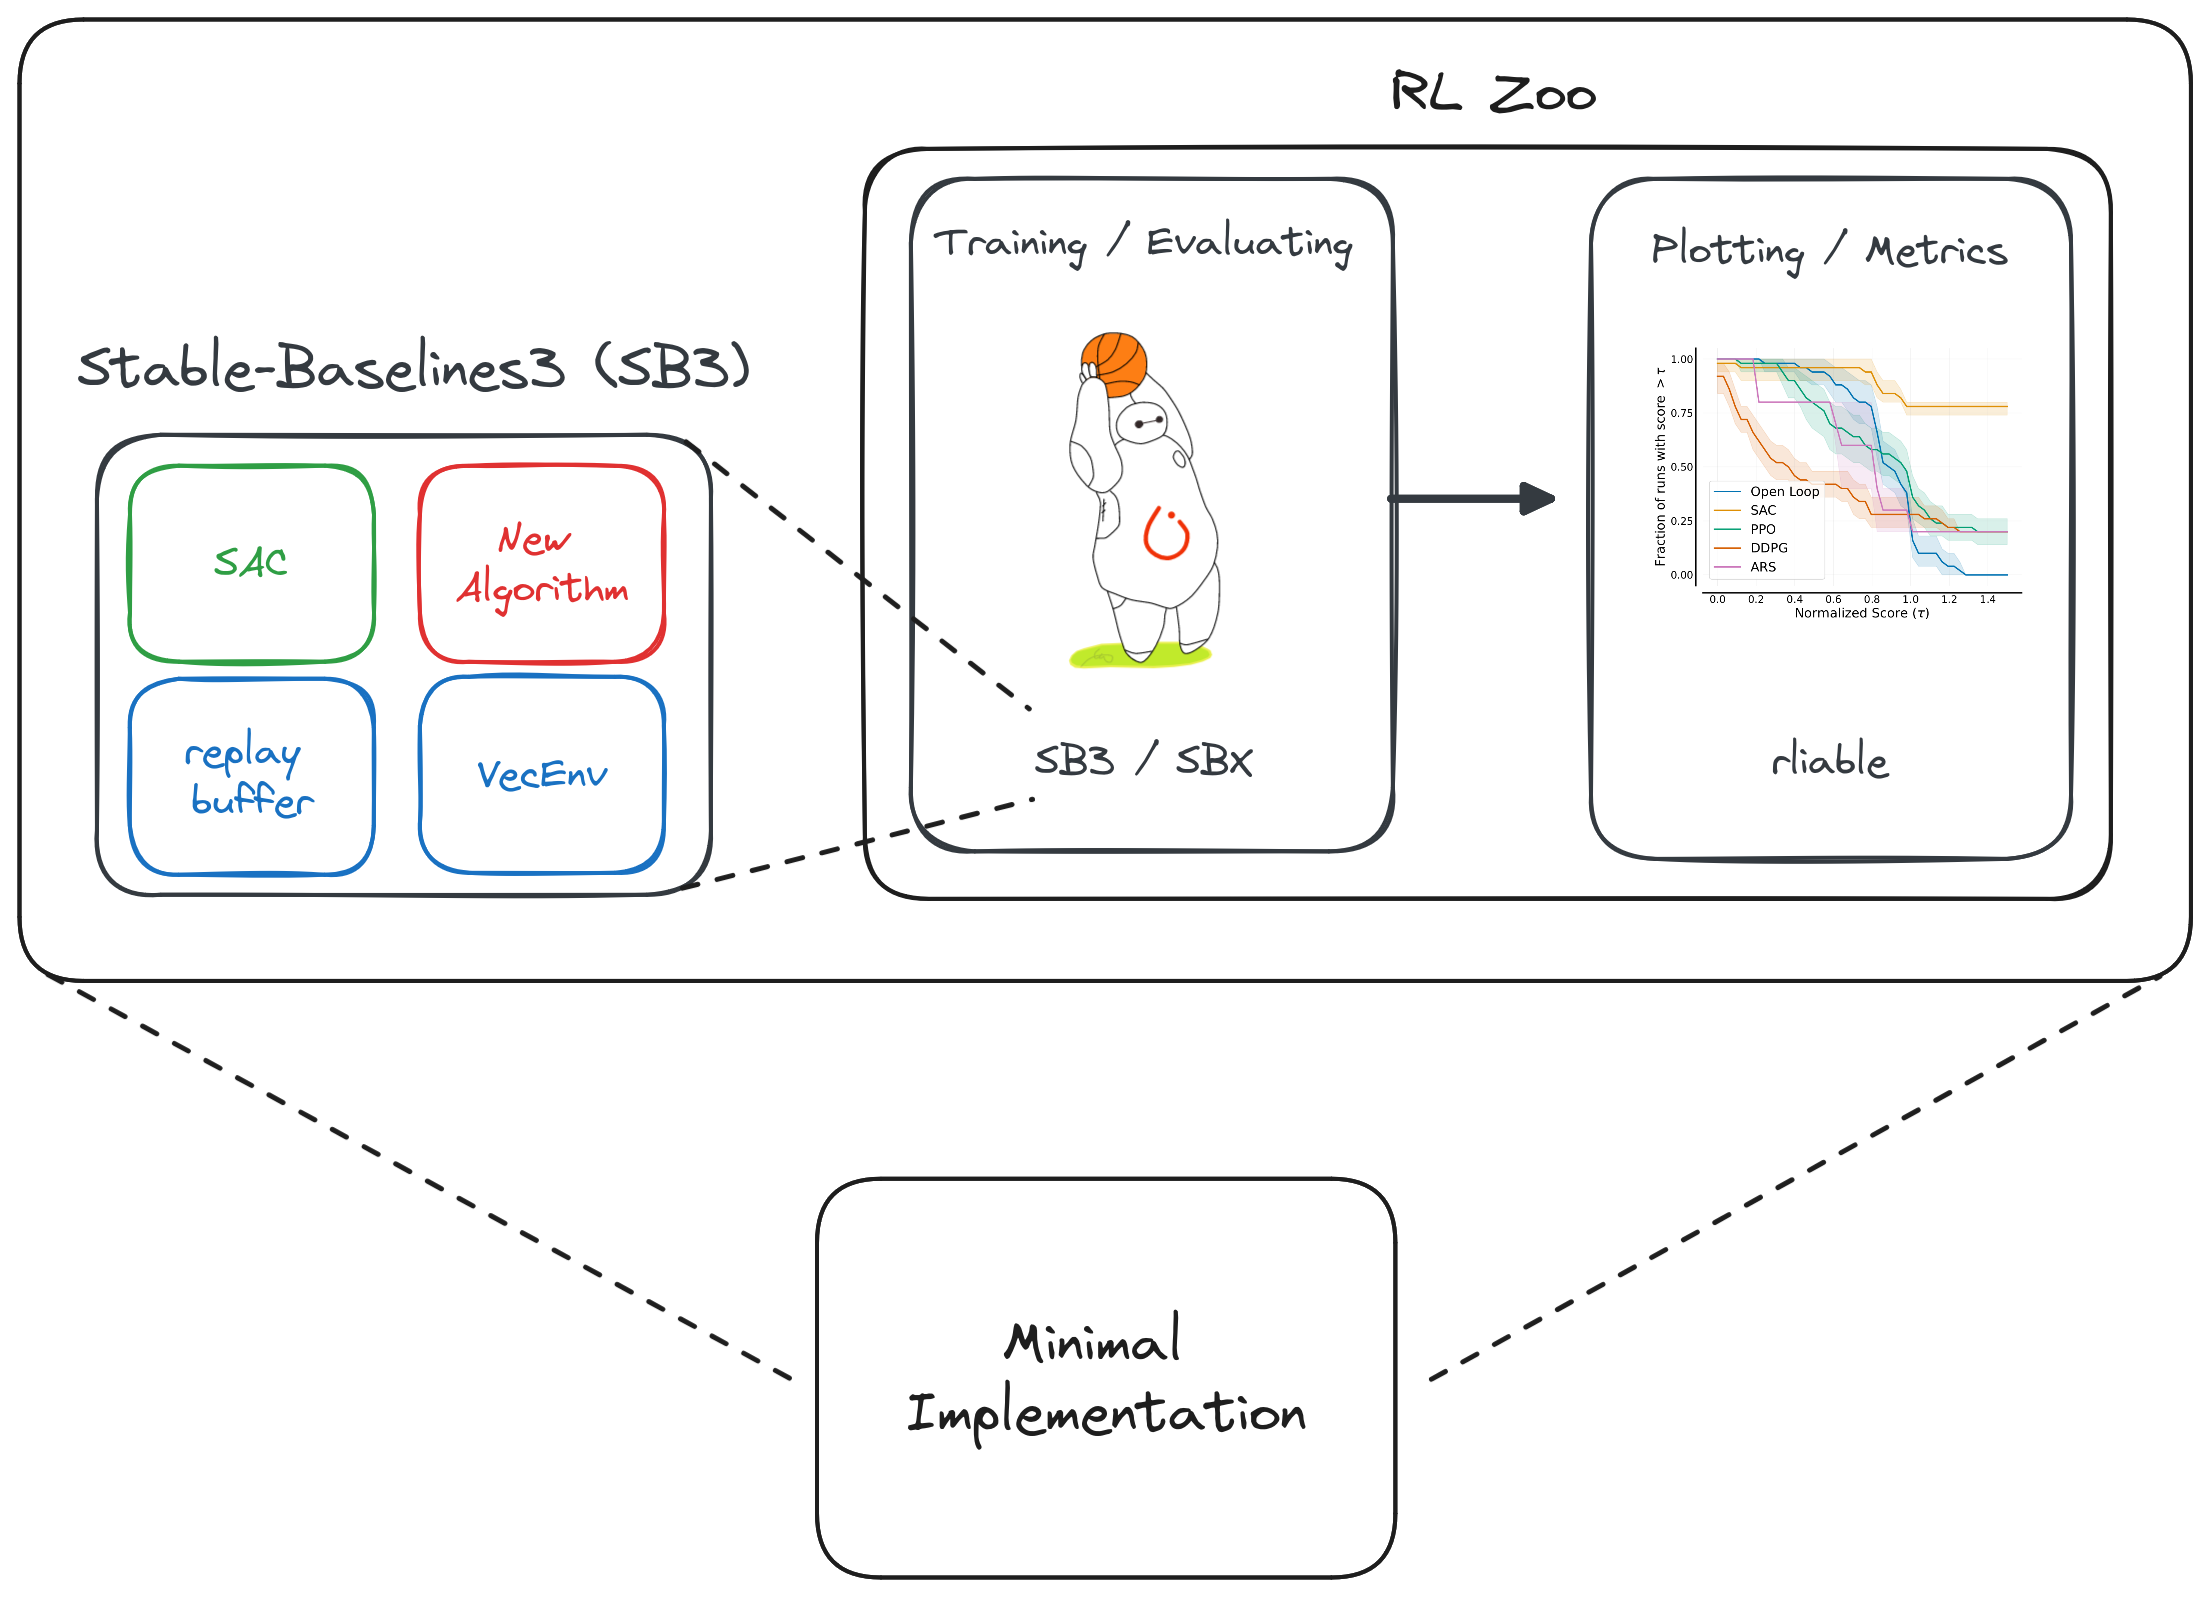 RL Zoo
Stable-Baselines3 (SB3)
SAC
New
Algorithm
replay
buffer
VecEnv
Training / Evaluating
SB3 / SBX
Plotting / Metrics
Fraction of runs with score > τ
1.00
0.75
0.50
0.25
0.00
Open Loop
SAC
PPO
DDPG
ARS
0.0 0.2 0.4 0.6 0.8 1.0 1.2 1.4
Normalized Score (τ)
rliable
Minimal
Implementation